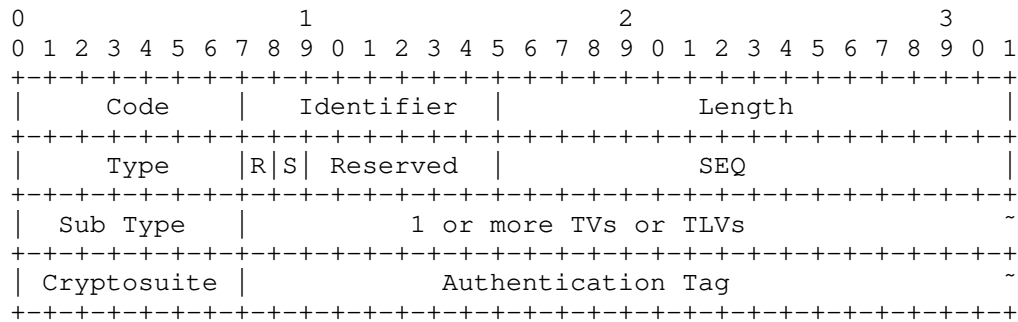 0                   1                   2                   3
0 1 2 3 4 5 6 7 8 9 0 1 2 3 4 5 6 7 8 9 0 1 2 3 4 5 6 7 8 9 0 1
+-+-+-+-+-+-+-+-+-+-+-+-+-+-+-+-+-+-+-+-+-+-+-+-+-+-+-+-+-+-+-+
|     Code      |   Identifier  |            Length             |
+-+-+-+-+-+-+-+-+-+-+-+-+-+-+-+-+-+-+-+-+-+-+-+-+-+-+-+-+-+-+-+
|     Type      |R|S| Reserved  |            SEQ                |
+-+-+-+-+-+-+-+-+-+-+-+-+-+-+-+-+-+-+-+-+-+-+-+-+-+-+-+-+-+-+-+
|  Sub Type     |          1 or more TVs or TLVs                ~
+-+-+-+-+-+-+-+-+-+-+-+-+-+-+-+-+-+-+-+-+-+-+-+-+-+-+-+-+-+-+-+
| Cryptosuite |            Authentication Tag                 ~
+-+-+-+-+-+-+-+-+-+-+-+-+-+-+-+-+-+-+-+-+-+-+-+-+-+-+-+-+-+-+-+